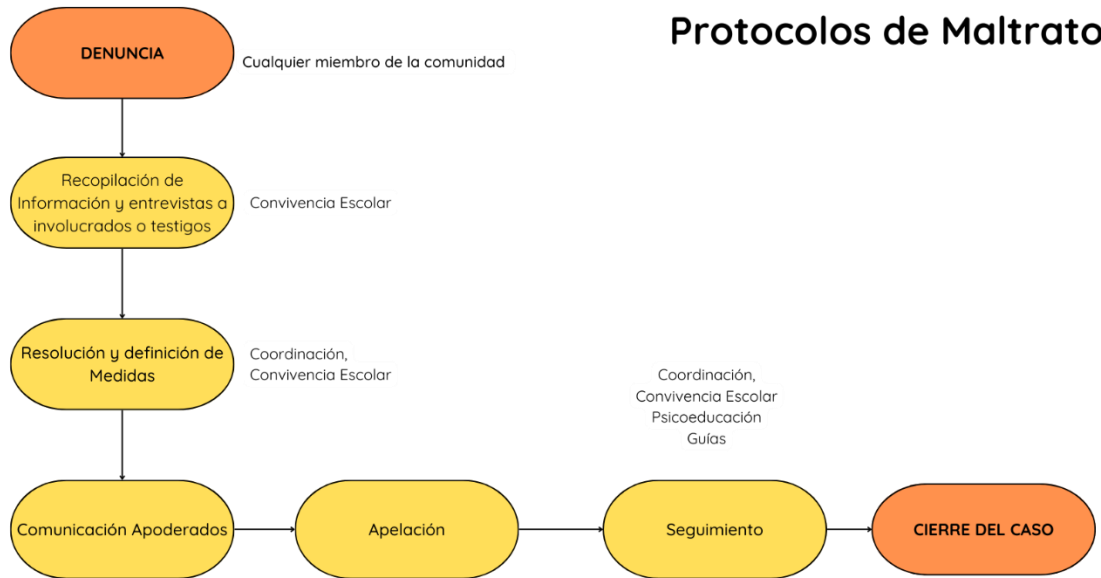 Protocolos de Maltrato
DENUNCIA
Cualquier miembro de la comunidad
Recopilación de
Información y entrevistas a
involucrados o testigos
Convivencia Escolar
Resolución y definición de
Medidas
Coordinación,
Convivencia Escolar
Coordinación,
Convivencia Escolar
Psicoeducación
Guías
Comunicación Apoderados
Apelación
Seguimiento
CIERRE DEL CASO